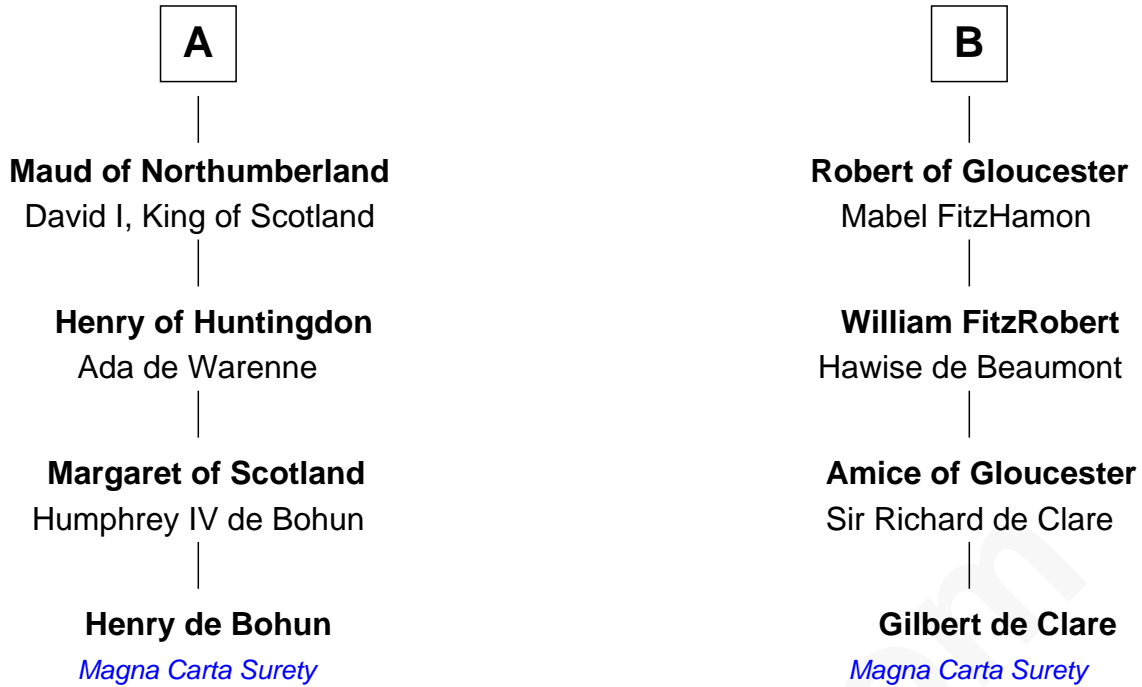 A
Maud of Northumberland
David I, King of Scotland
Henry of Huntingdon
Ada de Warenne
Margaret of Scotland
Humphrey IV de Bohun
Henry de Bohun
Magna Carta Surety
B
Robert of Gloucester
Mabel FitzHamon
William FitzRobert
Hawise de Beaumont
Amice of Gloucester
Sir Richard de Clare
Gilbert de Clare
Magna Carta Surety